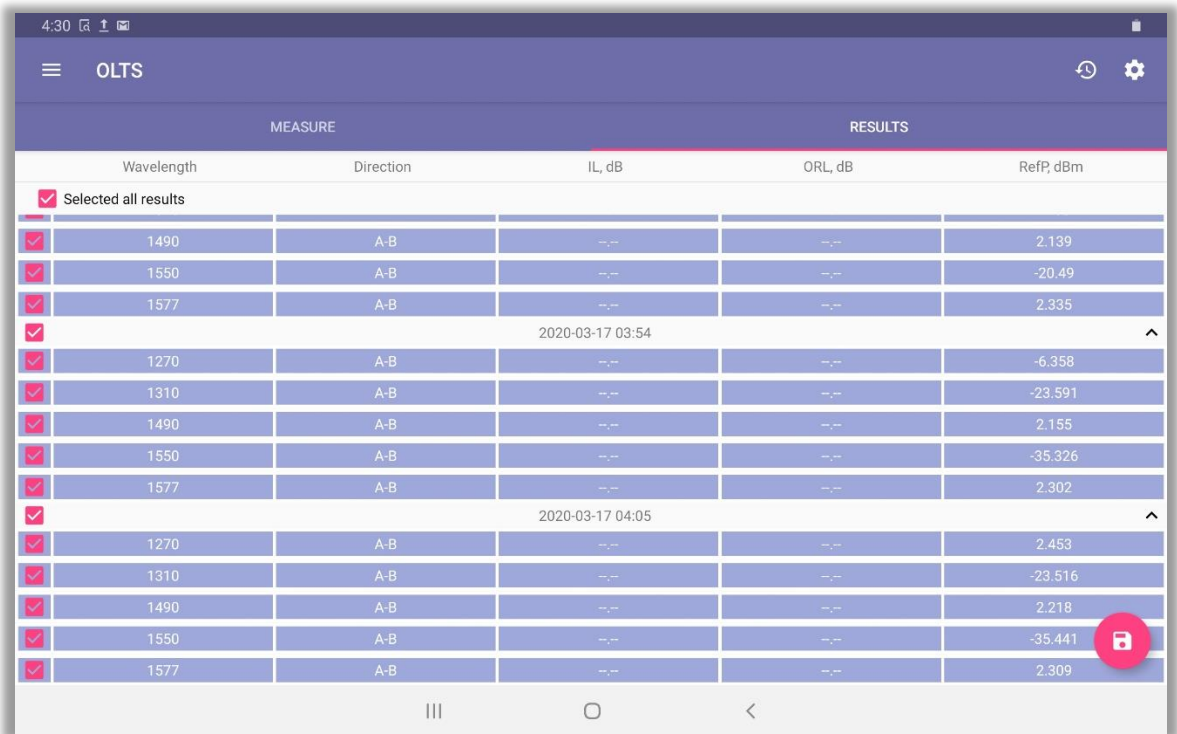 4:30
OLTS
MEASURE RESULTS
Wavelength Direction IL, dB ORL, dB RefP, dBm
Selected all results
1490 A-B --.-- --.-- 2.139
1550 A-B --.-- --.-- -20.49
1577 A-B --.-- --.-- 2.335
2020-03-17 03:54
1270 A-B --.-- --.-- -6.358
1310 A-B --.-- --.-- -23.591
1490 A-B --.-- --.-- 2.155
1550 A-B --.-- --.-- -35.326
1577 A-B --.-- --.-- 2.302
2020-03-17 04:05
1270 A-B --.-- --.-- 2.453
1310 A-B --.-- --.-- -23.516
1490 A-B --.-- --.-- 2.218
1550 A-B --.-- --.-- -35.441
1577 A-B --.-- --.-- 2.309